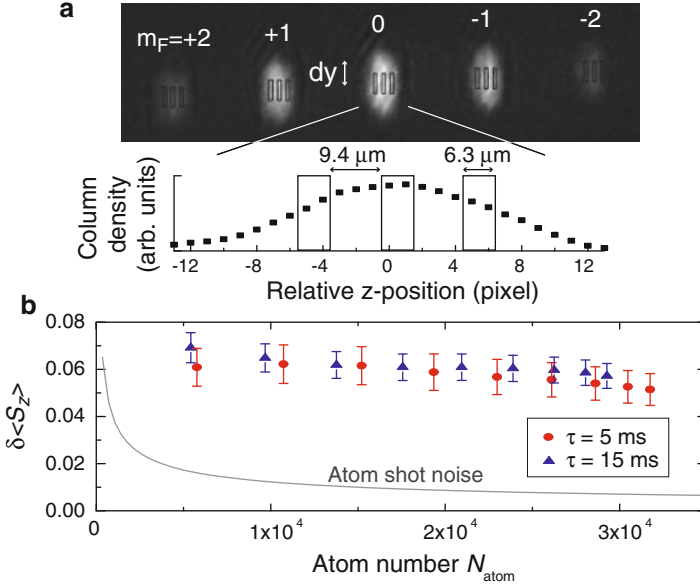 a
m_F=+2 +1 0 -1 -2
dy
9.4 µm 6.3 µm
Column density (arb. units)
-12 -8 -4 0 4 8 12
Relative z-position (pixel)
b
0.08
0.06
0.04
0.02
0.00
δ<S_z>
τ = 5 ms
τ = 15 ms
Atom shot noise
0 1x10^4 2x10^4 3x10^4
Atom number N_atom